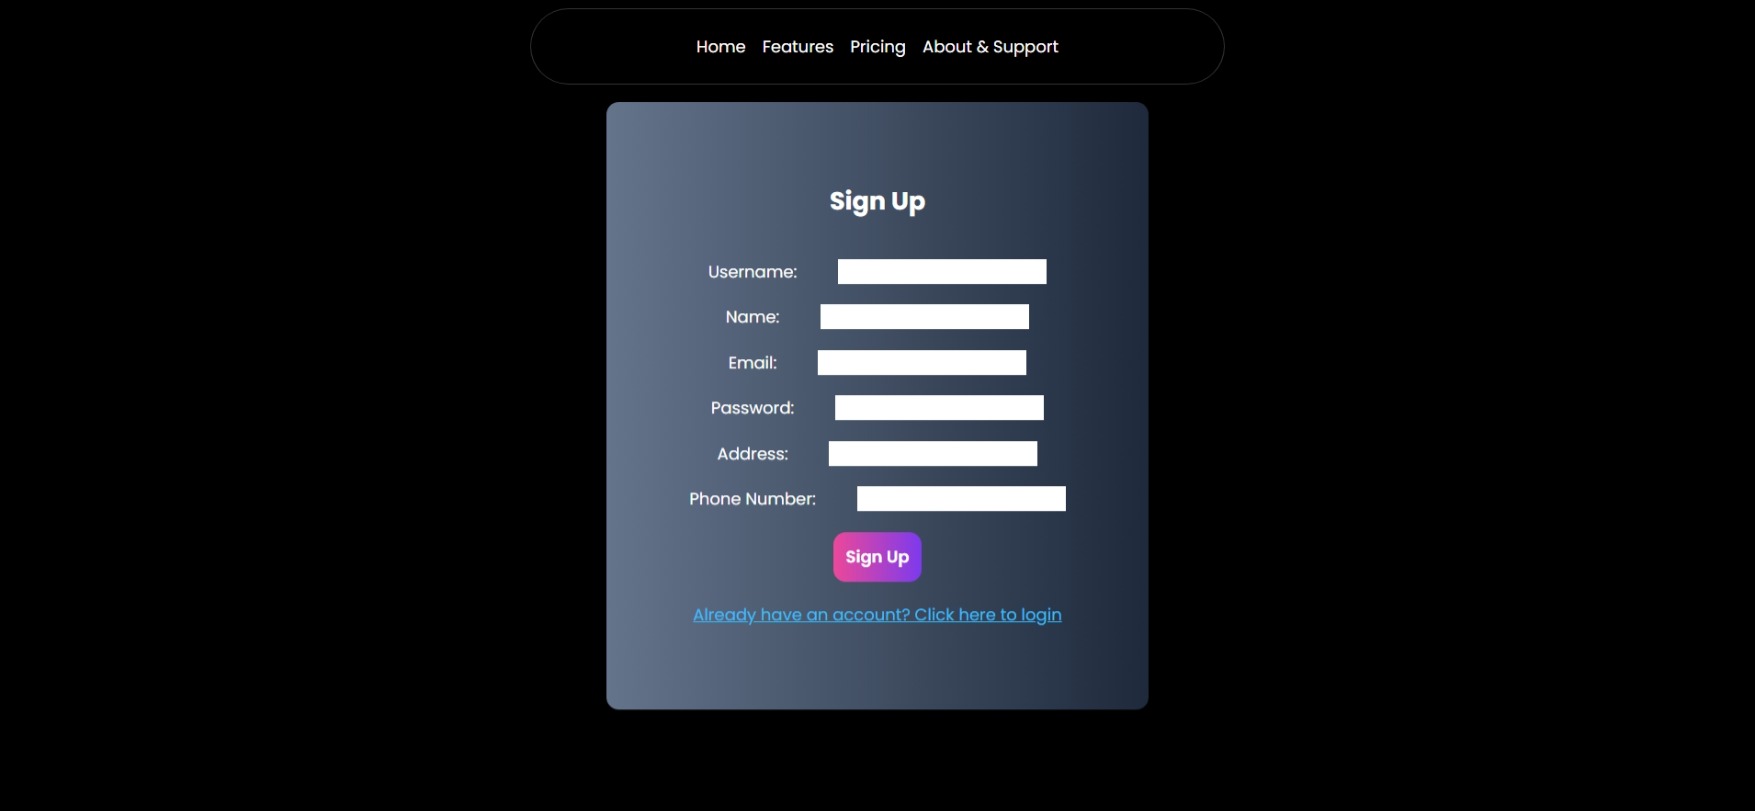 Home Features Pricing About & Support
Sign Up
Username:
Name:
Email:
Password:
Address:
Phone Number:
Sign Up
Already have an account? Click here to login